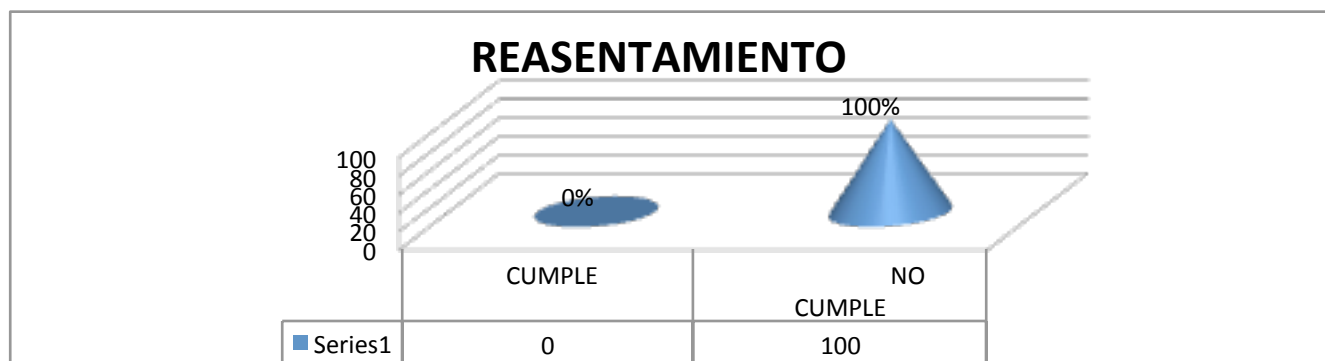 REASENTAMIENTO
100%
0%
100
80
60
40
20
0
CUMPLE
NO
CUMPLE
Series1 0 100